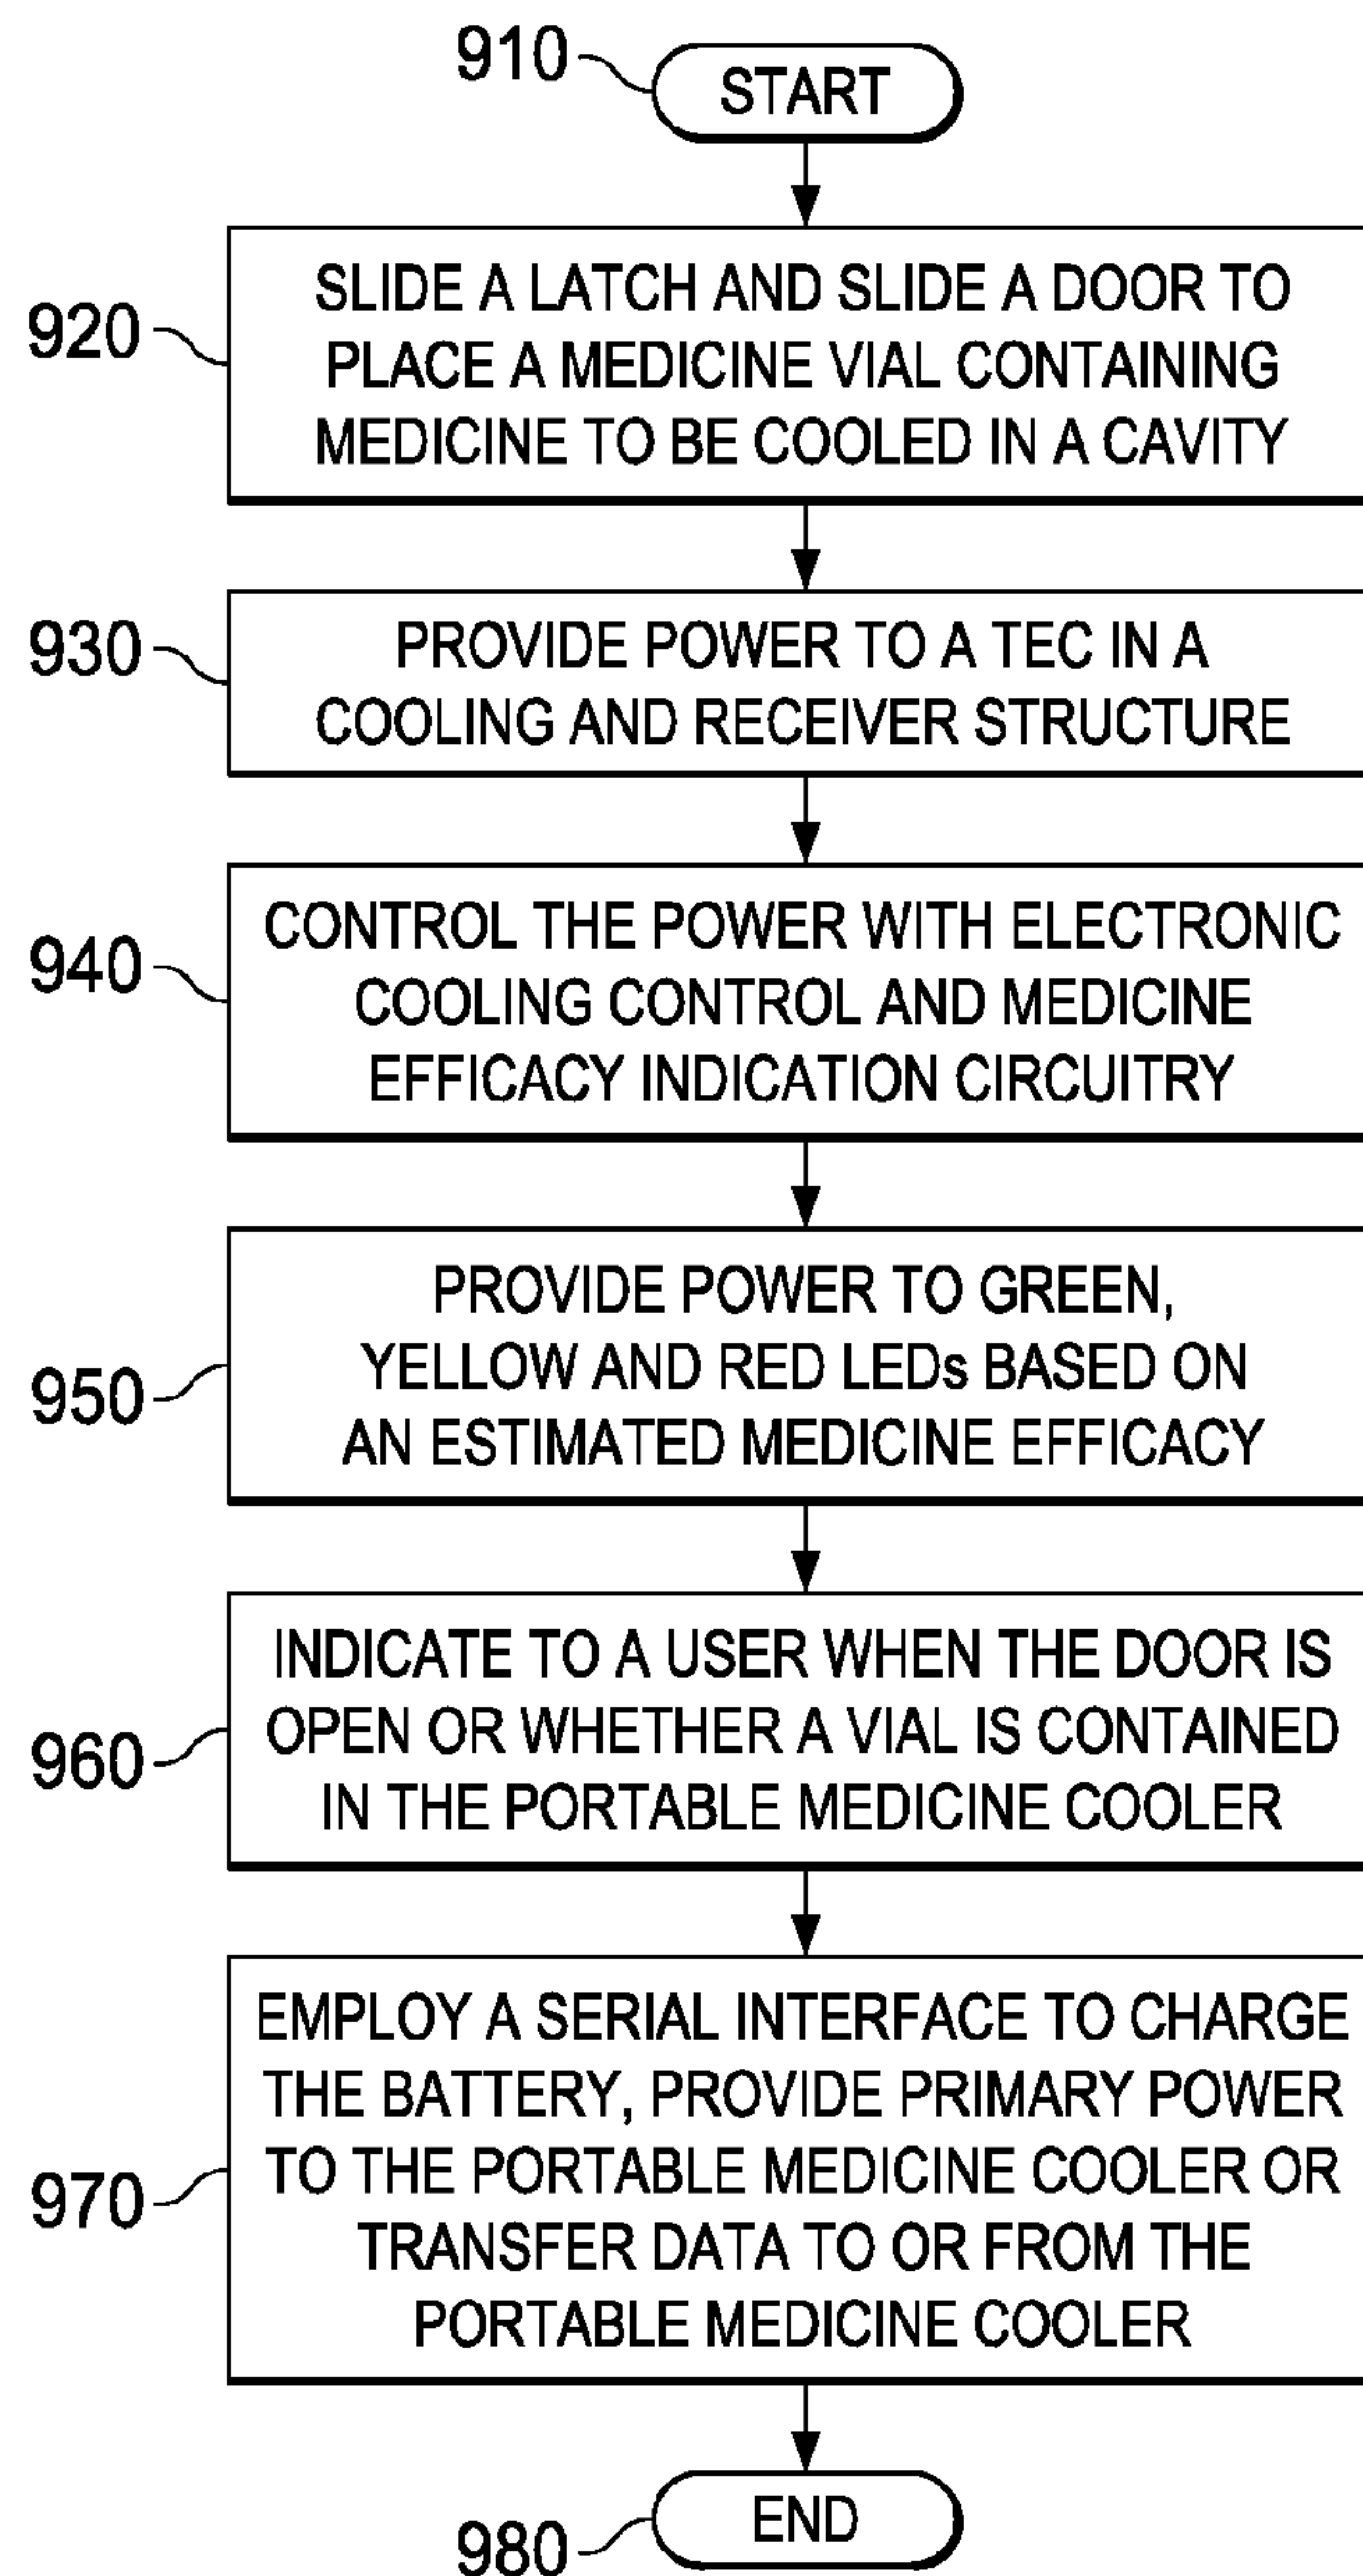 910
START
920
SLIDE A LATCH AND SLIDE A DOOR TO
PLACE A MEDICINE VIAL CONTAINING
MEDICINE TO BE COOLED IN A CAVITY
930
PROVIDE POWER TO A TEC IN A
COOLING AND RECEIVER STRUCTURE
940
CONTROL THE POWER WITH ELECTRONIC
COOLING CONTROL AND MEDICINE
EFFICACY INDICATION CIRCUITRY
950
PROVIDE POWER TO GREEN,
YELLOW AND RED LEDs BASED ON
AN ESTIMATED MEDICINE EFFICACY
960
INDICATE TO A USER WHEN THE DOOR IS
OPEN OR WHETHER A VIAL IS CONTAINED
IN THE PORTABLE MEDICINE COOLER
970
EMPLOY A SERIAL INTERFACE TO CHARGE
THE BATTERY, PROVIDE PRIMARY POWER
TO THE PORTABLE MEDICINE COOLER OR
TRANSFER DATA TO OR FROM THE
PORTABLE MEDICINE COOLER
980
END